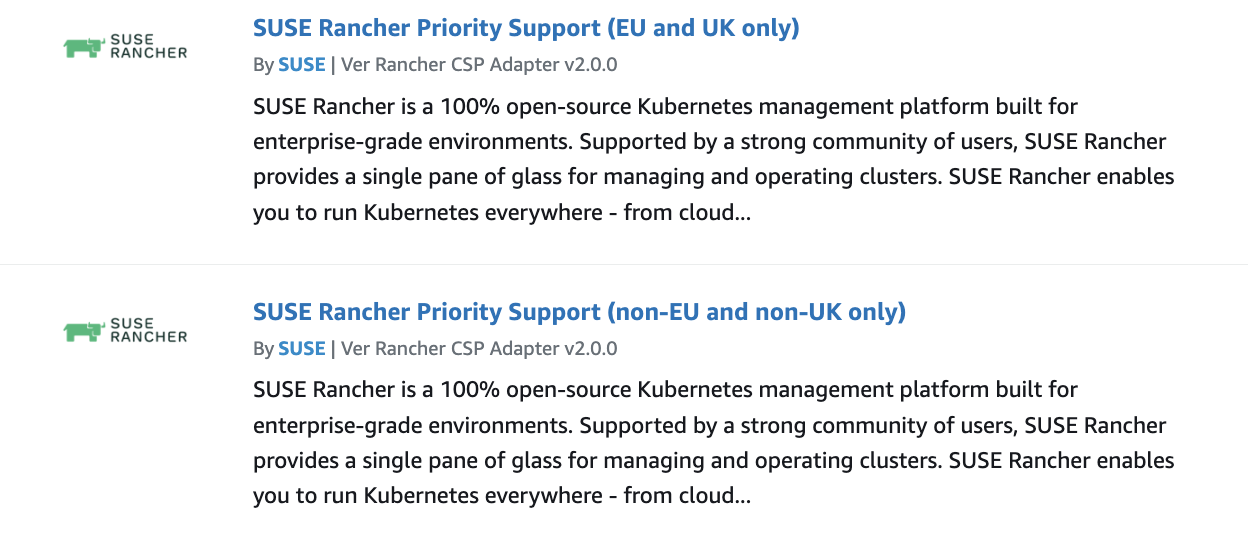 SUSE
RANCHER
SUSE Rancher Priority Support (EU and UK only)
By SUSE | Ver Rancher CSP Adapter v2.0.0
SUSE Rancher is a 100% open-source Kubernetes management platform built for
enterprise-grade environments. Supported by a strong community of users, SUSE Rancher
provides a single pane of glass for managing and operating clusters. SUSE Rancher enables
you to run Kubernetes everywhere - from cloud...
SUSE
RANCHER
SUSE Rancher Priority Support (non-EU and non-UK only)
By SUSE | Ver Rancher CSP Adapter v2.0.0
SUSE Rancher is a 100% open-source Kubernetes management platform built for
enterprise-grade environments. Supported by a strong community of users, SUSE Rancher
provides a single pane of glass for managing and operating clusters. SUSE Rancher enables
you to run Kubernetes everywhere - from cloud...